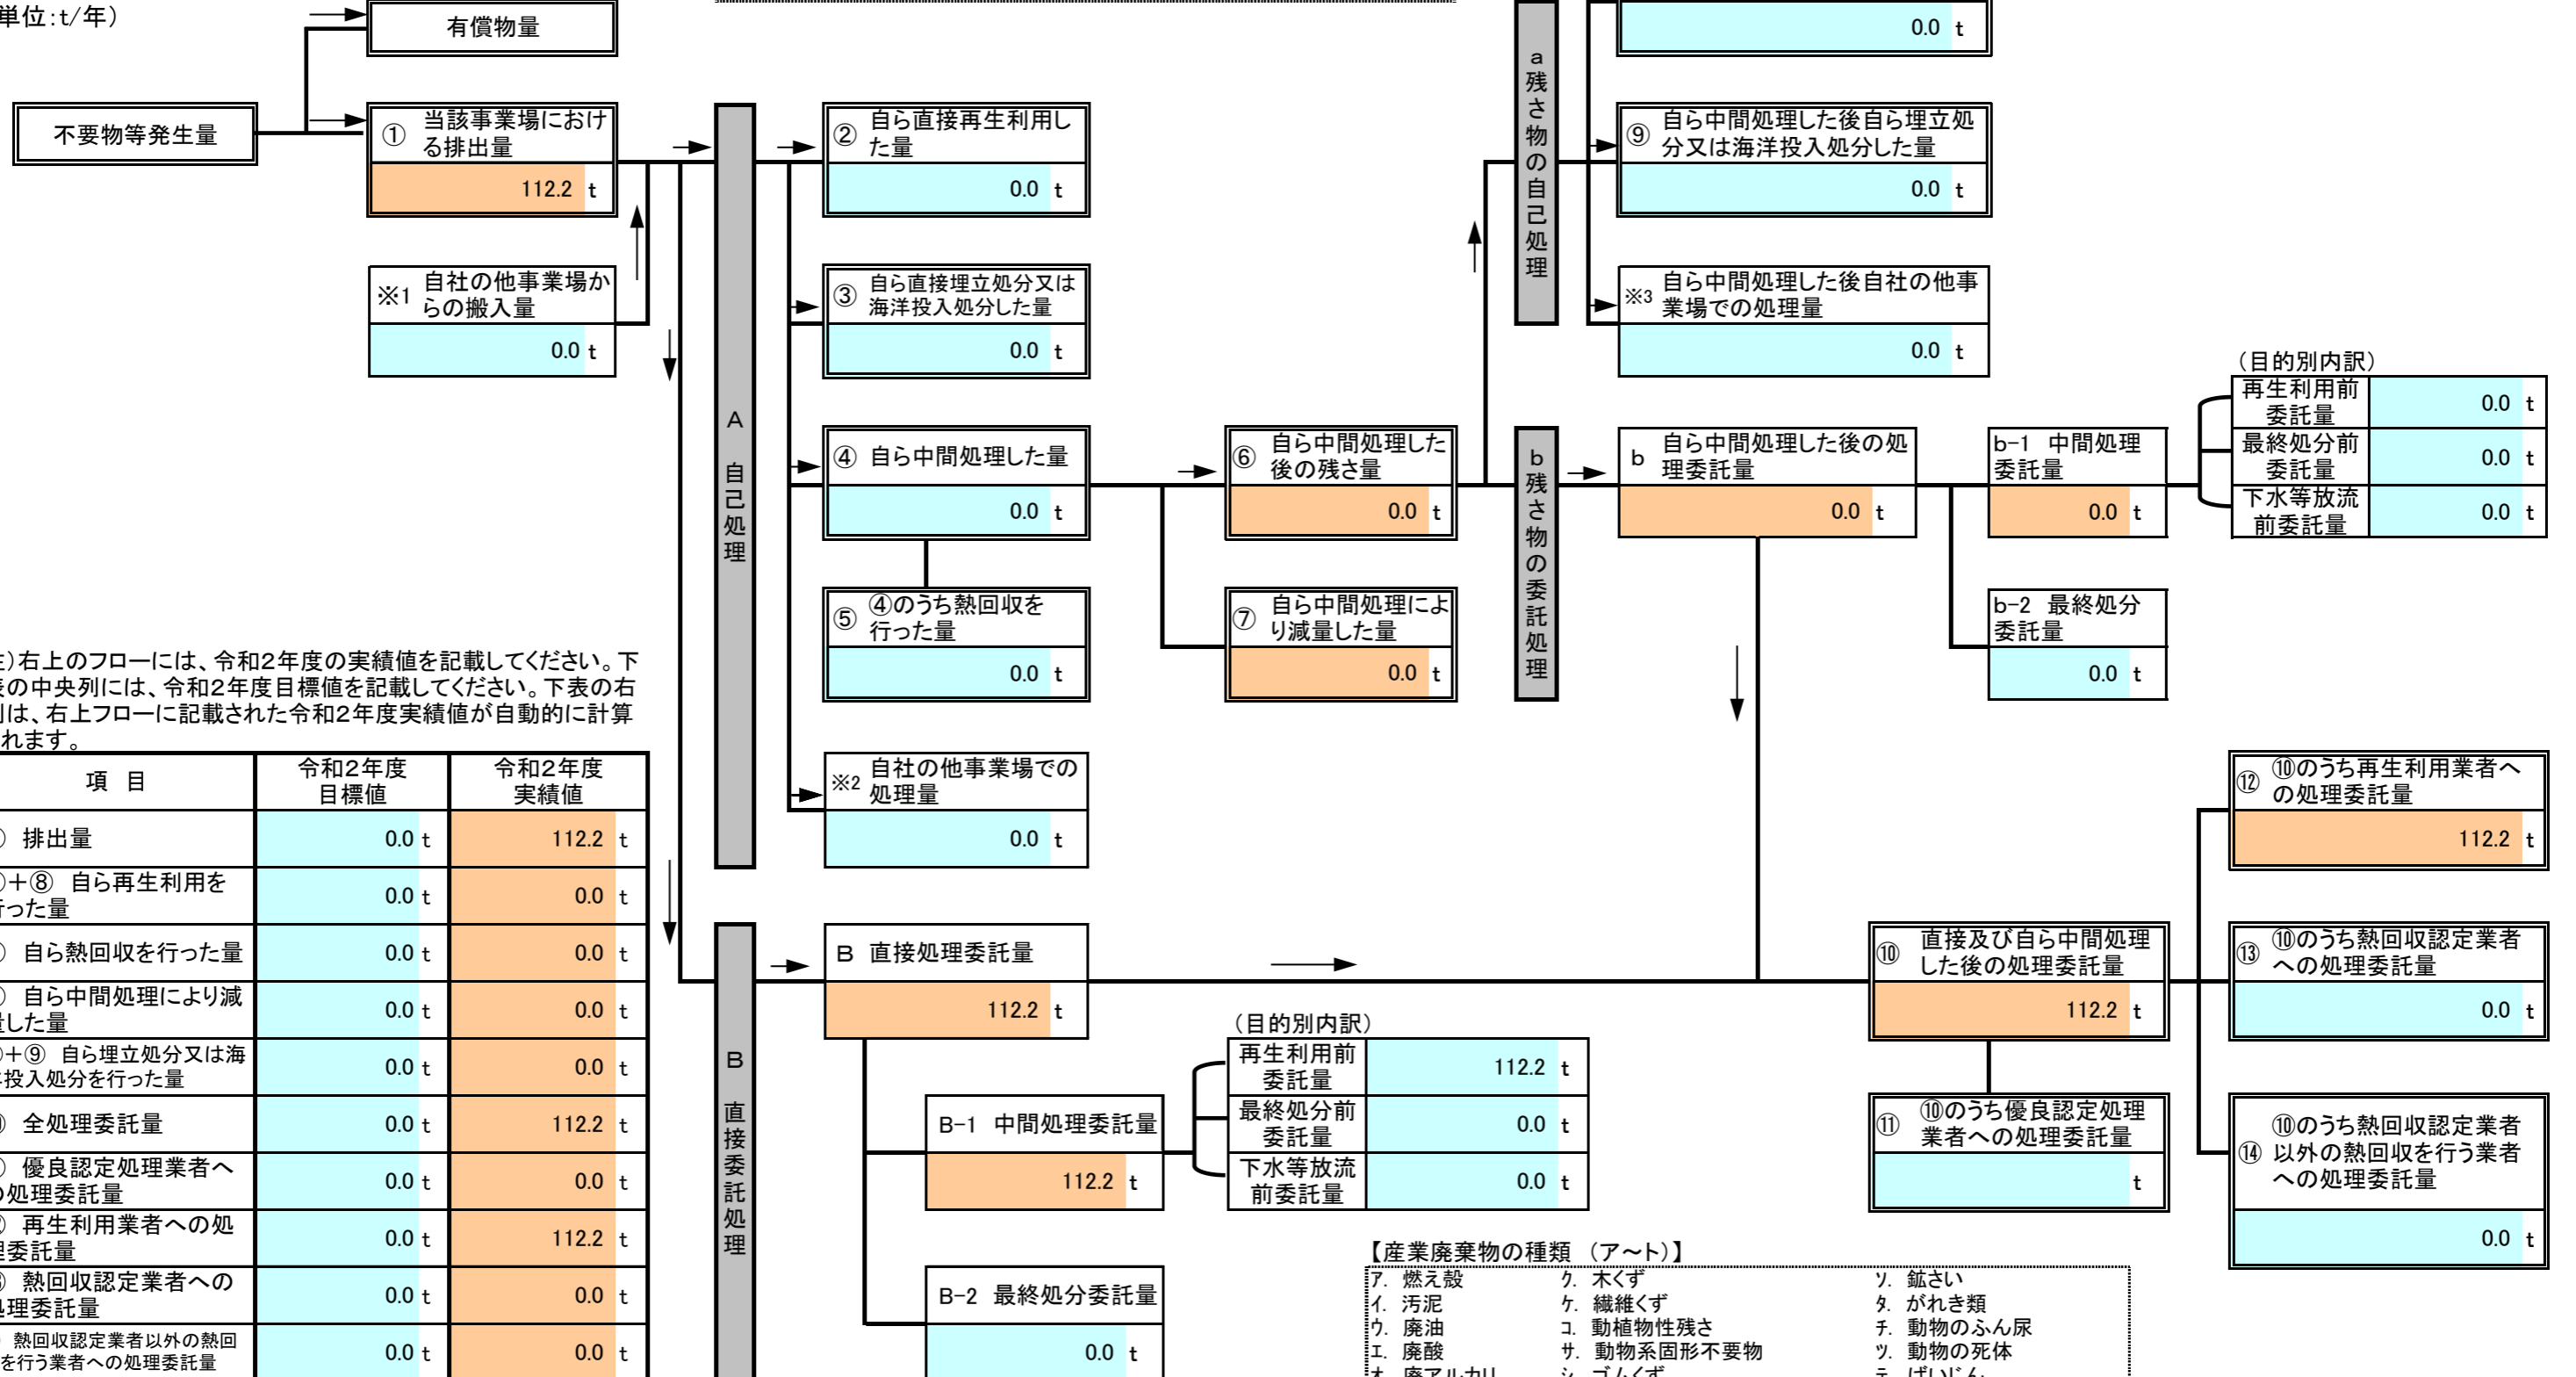 単位：t/年）
有償物量
0.0 t
不要物等発生量
① 当該事業場におけ
る排出量
112.2 t
※1 自社の他事業場か
らの搬入量
0.0 t
A 自己処理
② 自ら直接再生利用し
た量
0.0 t
③ 自ら直接埋立処分又は
海洋投入処分した量
0.0 t
④ 自ら中間処理した量
0.0 t
⑤ ④のうち熱回収を
行った量
0.0 t
※2 自社の他事業場での
処理量
0.0 t
⑥ 自ら中間処理した
後の残さ量
0.0 t
⑦ 自ら中間処理によ
り減量した量
0.0 t
a 残さ物の自己処理
⑨ 自ら中間処理した後自ら埋立処
分又は海洋投入処分した量
0.0 t
※3 自ら中間処理した後自社の他事
業場での処理量
0.0 t
b 残さ物の委託処理
b 自ら中間処理した後の処
理委託量
0.0 t
b-1 中間処理
委託量
0.0 t
（目的別内訳）
再生利用前
委託量
0.0 t
最終処分前
委託量
0.0 t
下水等放流
前委託量
0.0 t
b-2 最終処分
委託量
0.0 t
）右上のフローには、令和２年度の実績値を記載してください。下
の中央列には、令和２年度目標値を記載してください。下表の右
は、右上フローに記載された令和２年度実績値が自動的に計算
れます。
項 目 令和２年度
目標値 令和２年度
実績値
排出量 0.0 t 112.2 t
＋⑧ 自ら再生利用を
った量 0.0 t 0.0 t
自ら熱回収を行った量 0.0 t 0.0 t
自ら中間処理により減
した量 0.0 t 0.0 t
＋⑨ 自ら埋立処分又は海
投入処分を行った量 0.0 t 0.0 t
全処理委託量 0.0 t 112.2 t
優良認定処理業者へ
処理委託量 0.0 t 0.0 t
再生利用業者への処
委託量 0.0 t 112.2 t
熱回収認定業者への
理委託量 0.0 t 0.0 t
熱回収認定業者以外の熱回
を行う業者への処理委託量 0.0 t 0.0 t
B 直接委託処理
B 直接処理委託量
112.2 t
B-1 中間処理委託量
112.2 t
（目的別内訳）
再生利用前
委託量
112.2 t
最終処分前
委託量
0.0 t
下水等放流
前委託量
0.0 t
B-2 最終処分委託量
0.0 t
⑩ 直接及び自ら中間処理
した後の処理委託量
112.2 t
⑪ ⑩のうち優良認定処理
業者への処理委託量
t
⑫ ⑩のうち再生利用業者へ
の処理委託量
112.2 t
⑬ ⑩のうち熱回収認定業者
への処理委託量
0.0 t
⑭ ⑩のうち熱回収認定業者
以外の熱回収を行う業者
への処理委託量
0.0 t
【産業廃棄物の種類 （ア～ト）】
ｱ. 燃え殻 ｸ. 木くず ｿ. 鉱さい
ｲ. 汚泥 ｹ. 繊維くず ﾀ. がれき類
ｳ. 廃油 ｺ. 動植物性残さ ﾁ. 動物のふん尿
ｴ. 廃酸 ｻ. 動物系固形不要物 ﾂ. 動物の死体
ｵ. 廃アルカリ ｼ. ゴムくず ﾃ. ばいじん